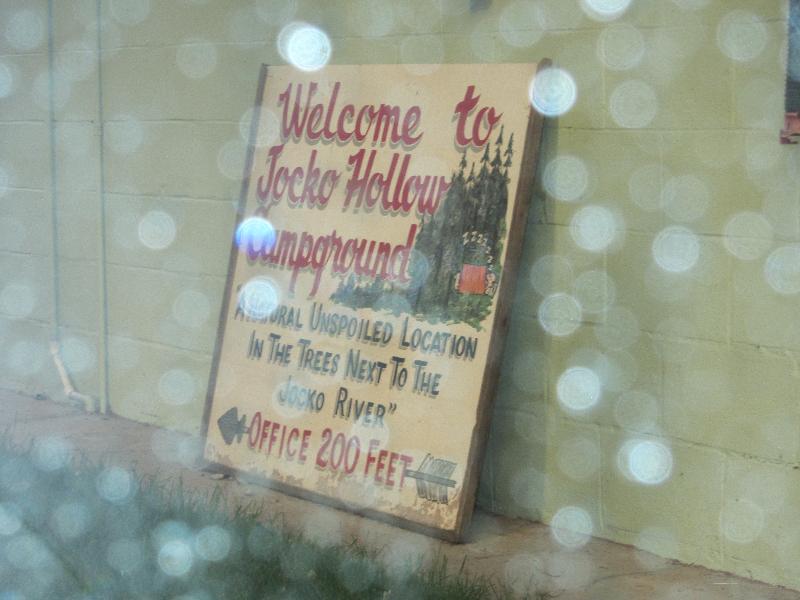 Welcome to
Jocko Hollow
Campground
"A Natural Unspoiled Location
In The Trees Next To The
Jocko River"
OFFICE 200 FEET